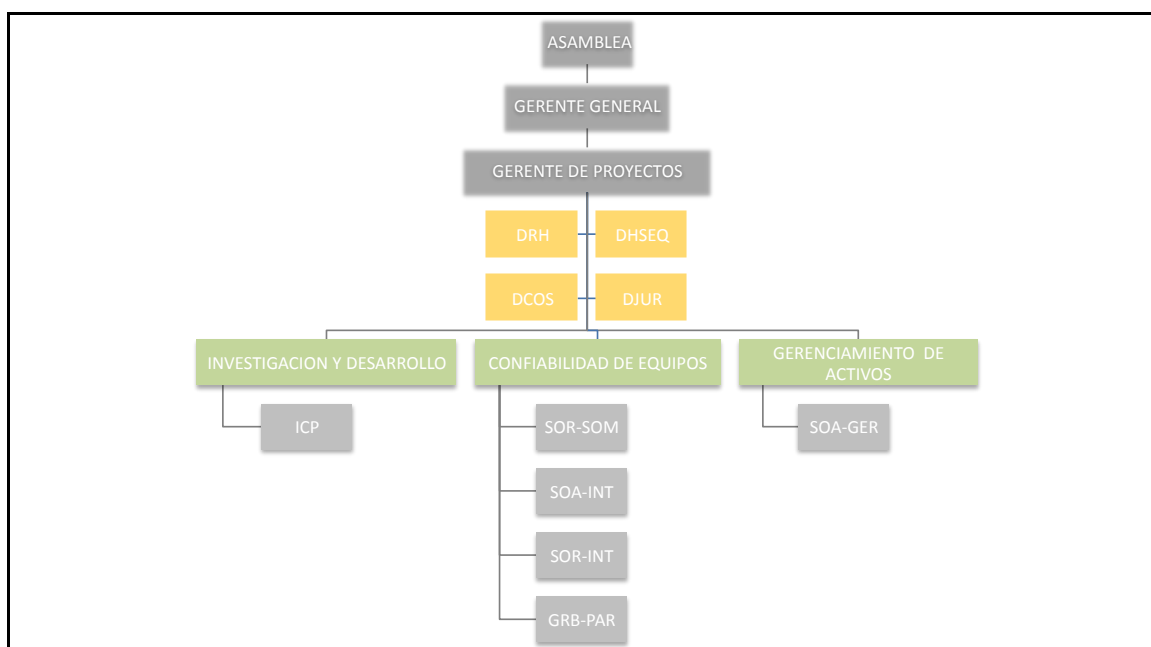 ASAMBLEA
GERENTE GENERAL
GERENTE DE PROYECTOS
DRH
DHSEQ
DCOS
DJUR
INVESTIGACION Y DESARROLLO
CONFIABILIDAD DE EQUIPOS
GERENCIAMIENTO DE
ACTIVOS
ICP
SOR-SOM
SOA-GER
SOA-INT
SOR-INT
GRB-PAR